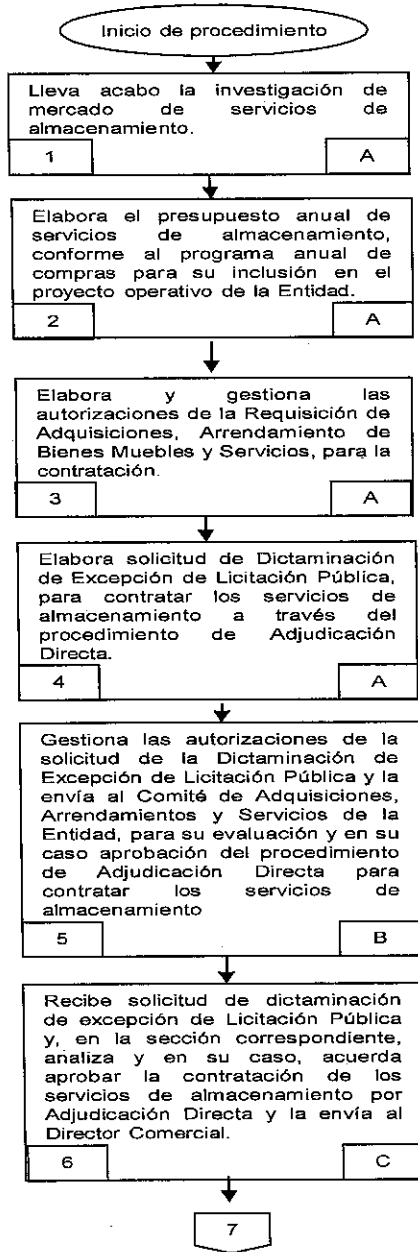 Inicio de procedimiento
Lleva acabo la investigación de
mercado de servicios de
almacenamiento.
1 A
Elabora el presupuesto anual de
servicios de almacenamiento,
conforme al programa anual de
compras para su inclusión en el
proyecto operativo de la Entidad.
2 A
Elabora y gestiona las
autorizaciones de la Requisición de
Adquisiciones, Arrendamiento de
Bienes Muebles y Servicios, para la
contratación.
3 A
Elabora solicitud de Dictaminación
de Excepción de Licitación Pública,
para contratar los servicios de
almacenamiento a través del
procedimiento de Adjudicación
Directa.
4 A
Gestiona las autorizaciones de la
solicitud de la Dictaminación de
Excepción de Licitación Pública y la
envía al Comité de Adquisiciones,
Arrendamientos y Servicios de la
Entidad, para su evaluación y en su
caso aprobación del procedimiento
de Adjudicación Directa para
contratar los servicios de
almacenamiento
5 B
Recibe solicitud de dictaminación
de excepción de Licitación Pública
y, en la sección correspondiente,
analiza y en su caso, acuerda
aprobar la contratación de los
servicios de almacenamiento por
Adjudicación Directa y la envía al
Director Comercial.
6 C
7